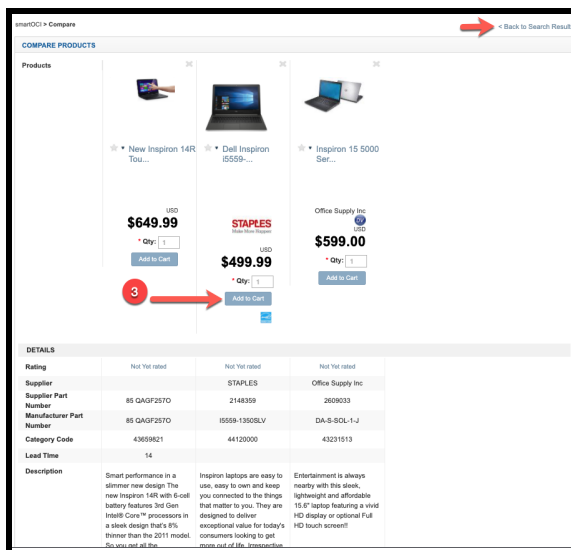 smartOCI > Compare
< Back to Search Result
COMPARE PRODUCTS
Products
New Inspiron 14R
Tou...
USD
$649.99
* Qty: 1
Add to Cart
Dell Inspiron
i5559-...
STAPLES
Make More Happen
USD
$499.99
* Qty: 1
Add to Cart
Inspiron 15 5000
Ser...
Office Supply Inc
USD
$599.00
* Qty: 1
Add to Cart
3
DETAILS
Rating Not Yet rated Not Yet rated Not Yet rated
Supplier STAPLES Office Supply Inc
Supplier Part
Number 85 QAGF257O 2148359 2609033
Manufacturer Part
Number 85 QAGF257O I5559-1350SLV DA-S-SOL-1-J
Category Code 43659821 44120000 43231513
Lead TIme 14
Description
Smart performance in a
slimmer new design The
new Inspiron 14R with 6-cell
battery features 3rd Gen
Intel® Core™ processors in
a sleek design that's 8%
thinner than the 2011 model.
So you get all the
Inspiron laptops are easy to
use, easy to own and keep
you connected to the things
that matter to you. They are
designed to deliver
exceptional value for today's
consumers looking to get
more out of life. Irrespective
Entertainment is always
nearby with this sleek,
lightweight and affordable
15.6" laptop featuring a vivid
HD display or optional Full
HD touch screen!!